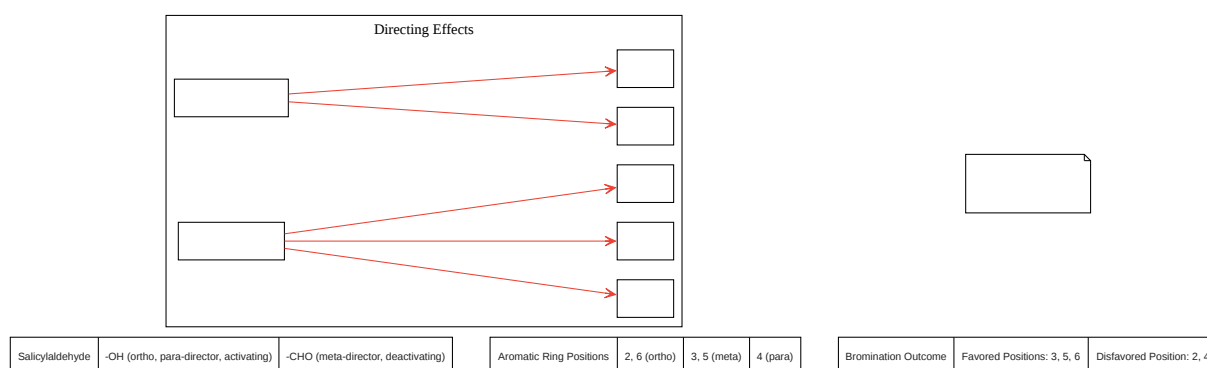 Directing Effects
Salicylaldehyde
-OH (ortho, para-director, activating)
-CHO (meta-director, deactivating)
Aromatic Ring Positions
2, 6 (ortho)
3, 5 (meta)
4 (para)
Bromination Outcome
Favored Positions: 3, 5, 6
Disfavored Position: 2, 4